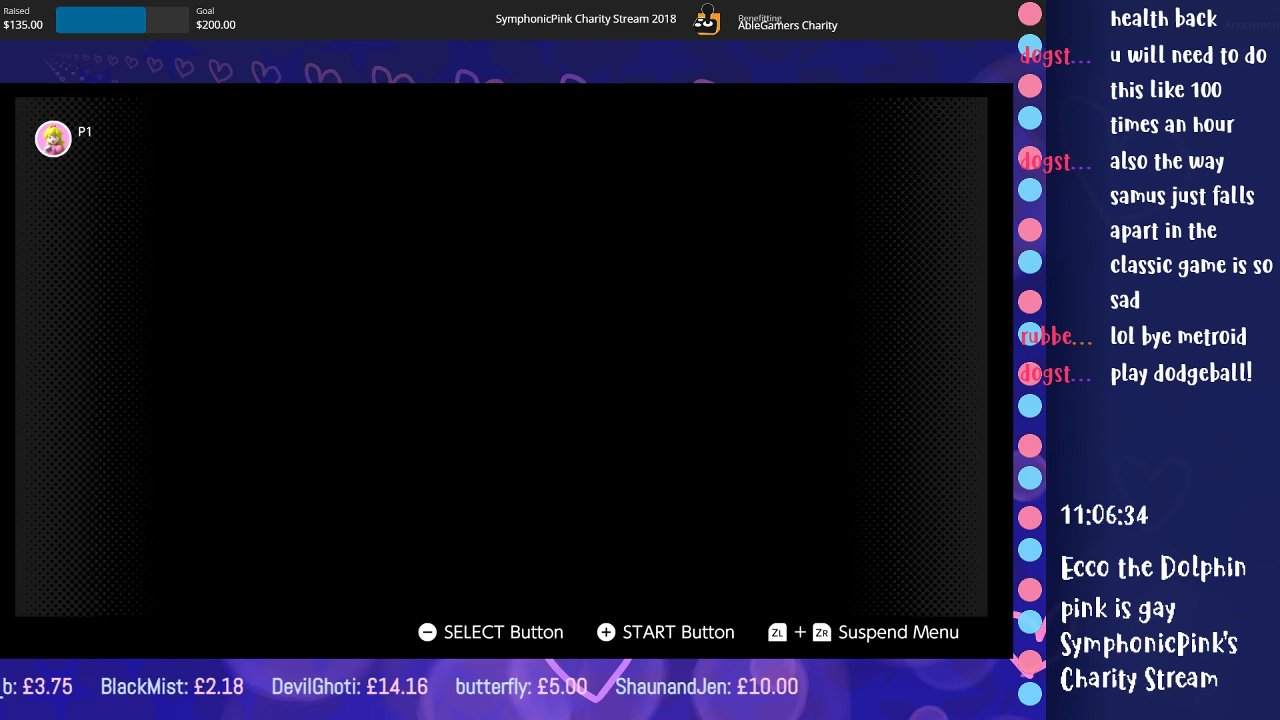 Raised
$135.00
Goal
$200.00
SymphonicPink Charity Stream 2018
Benefitting
AbleGamers Charity
P1
SELECT Button
START Button
ZL + ZR Suspend Menu
_b: £3.75 BlackMist: £2.18 DevilGhoti: £14.16 butterfly: £5.00 ShaunandJen: £10.00
health back
dogst... u will need to do
this like 100
times an hour
dogst... also the way
samus just falls
apart in the
classic game is so
sad
rubbe... lol bye metroid
dogst... play dodgeball!
11:06:34
Ecco the Dolphin
pink is gay
SymphonicPink's
Charity Stream